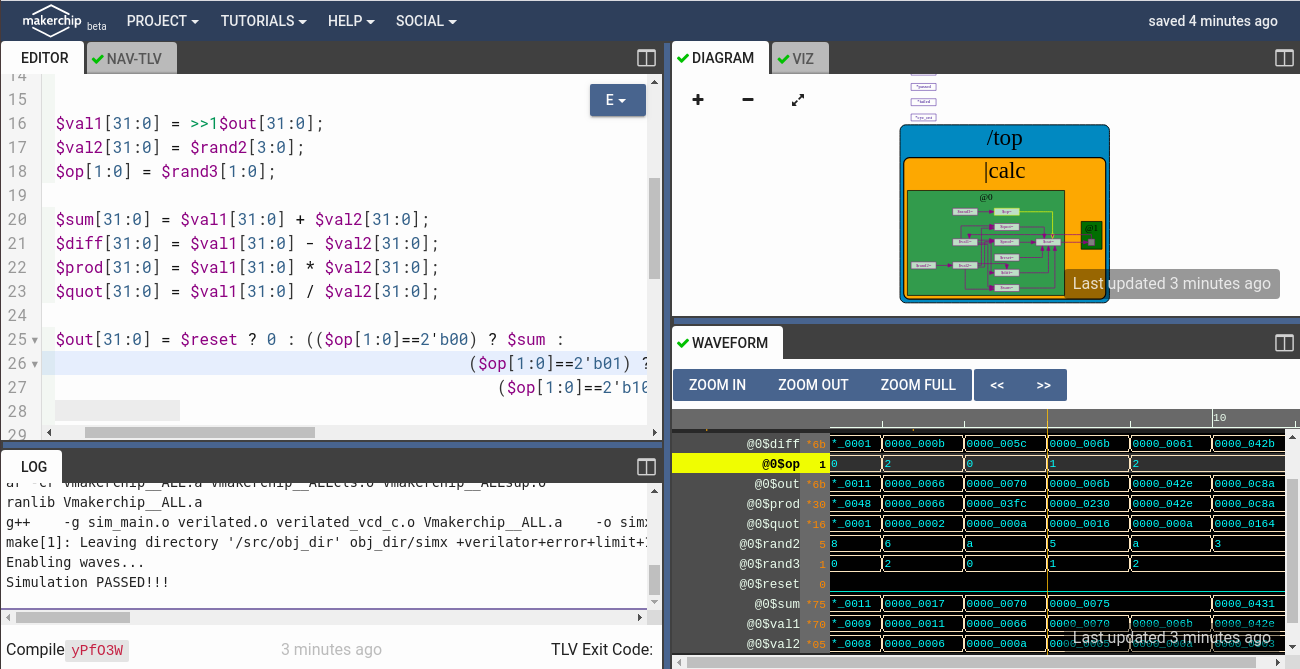 makerchip beta PROJECT TUTORIALS HELP SOCIAL saved 4 minutes ago
EDITOR NAV-TLV
14
15
E
16 $val1[31:0] = >>1$out[31:0];
17 $val2[31:0] = $rand2[3:0];
18 $op[1:0] = $rand3[1:0];
19
20 $sum[31:0] = $val1[31:0] + $val2[31:0];
21 $diff[31:0] = $val1[31:0] - $val2[31:0];
22 $prod[31:0] = $val1[31:0] * $val2[31:0];
23 $quot[31:0] = $val1[31:0] / $val2[31:0];
24
25 $out[31:0] = $reset ? 0 : (($op[1:0]==2'b00) ? $sum :
26 ($op[1:0]==2'b01) ?
27 ($op[1:0]==2'b10
28
29
LOG
ar -cr Vmakerchip__ALL.a Vmakerchip__ALLcls.o Vmakerchip__ALLsup.o
ranlib Vmakerchip__ALL.a
g++ -g sim_main.o verilated.o verilated_vcd_c.o Vmakerchip__ALL.a -o simx
make[1]: Leaving directory '/src/obj_dir' obj_dir/simx +verilator+error+limit+1
Enabling waves...
Simulation PASSED!!!
Compile yPfO3W 3 minutes ago TLV Exit Code:
DIAGRAM VIZ
/top
|calc
@0
Last updated 3 minutes ago
WAVEFORM
ZOOM IN ZOOM OUT ZOOM FULL << >>
10
@0$diff *6b *_0001 0000_000b 0000_005c 0000_006b 0000_0061 0000_042b
@0$op 1 0 2 0 1 2
@0$out *6b *_0011 0000_0066 0000_0070 0000_006b 0000_042e 0000_0c8a
@0$prod *30 *_0048 0000_0066 0000_03fc 0000_0230 0000_042e 0000_0c8a
@0$quot *16 *_0001 0000_0002 0000_000a 0000_0016 0000_000a 0000_0164
@0$rand2 5 8 6 a 5 a 3
@0$rand3 1 0 2 0 1 2
@0$reset 0
@0$sum *75 *_0011 0000_0017 0000_0070 0000_0075 0000_0431
@0$val1 *70 *_0009 0000_0011 0000_0066 0000_0070 0000_006b 0000_042e
@0$val2 *05 *_0008 0000_0006 0000_000a
Last updated 3 minutes ago